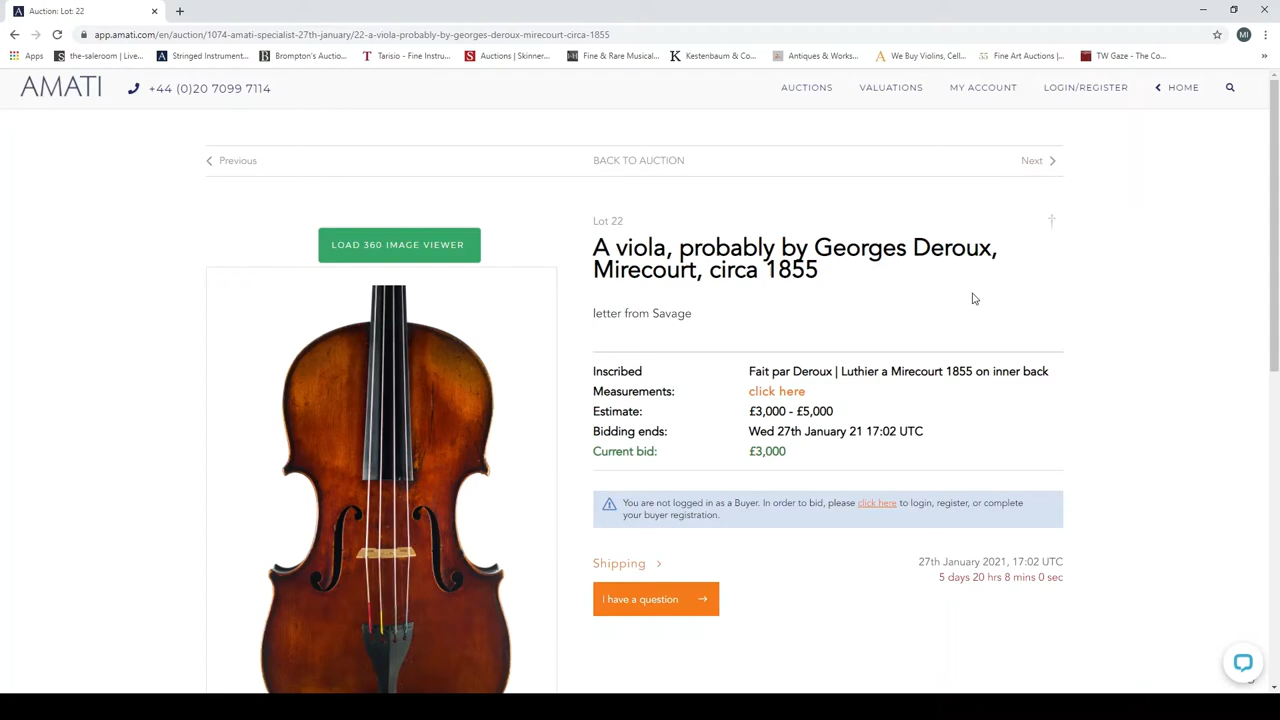 Auction: Lot: 22
app.amati.com/en/auction/1074-amati-specialist-27th-january/22-a-viola-probably-by-georges-deroux-mirecourt-circa-1855
MI
Apps
the-saleroom | Live...
Stringed Instrument...
Brompton's Auctio...
Tarisio - Fine Instru...
Auctions | Skinner...
Fine & Rare Musical...
Kestenbaum & Co...
Antiques & Works...
We Buy Violins, Cell...
Fine Art Auctions |...
TW Gaze - The Co...
AMATI
+44 (0)20 7099 7114
AUCTIONS
VALUATIONS
MY ACCOUNT
LOGIN/REGISTER
HOME
Previous
BACK TO AUCTION
Next
LOAD 360 IMAGE VIEWER
Lot 22
†
A viola, probably by Georges Deroux,
Mirecourt, circa 1855
letter from Savage
Inscribed Fait par Deroux | Luthier a Mirecourt 1855 on inner back
Measurements: click here
Estimate: £3,000 - £5,000
Bidding ends: Wed 27th January 21 17:02 UTC
Current bid: £3,000
You are not logged in as a Buyer. In order to bid, please click here to login, register, or complete
your buyer registration.
Shipping
27th January 2021, 17:02 UTC
5 days 20 hrs 8 mins 0 sec
I have a question